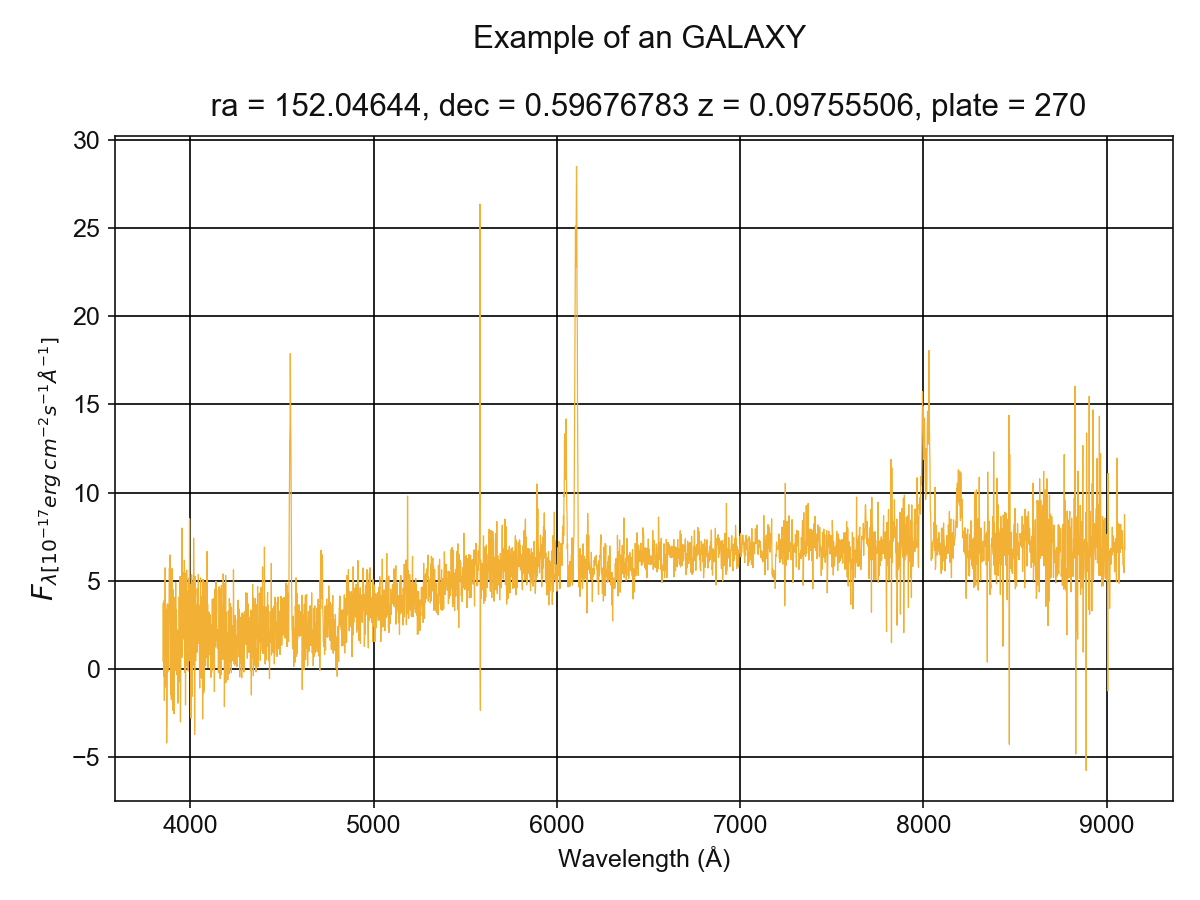 Example of an GALAXY
ra = 152.04644, dec = 0.59676783 z = 0.09755506, plate = 270
30
25
20
15
10
5
0
−5
F_{λ[10^{−17}erg cm^{−2}s^{−1}Å^{−1}]}
4000 5000 6000 7000 8000 9000
Wavelength (Å)